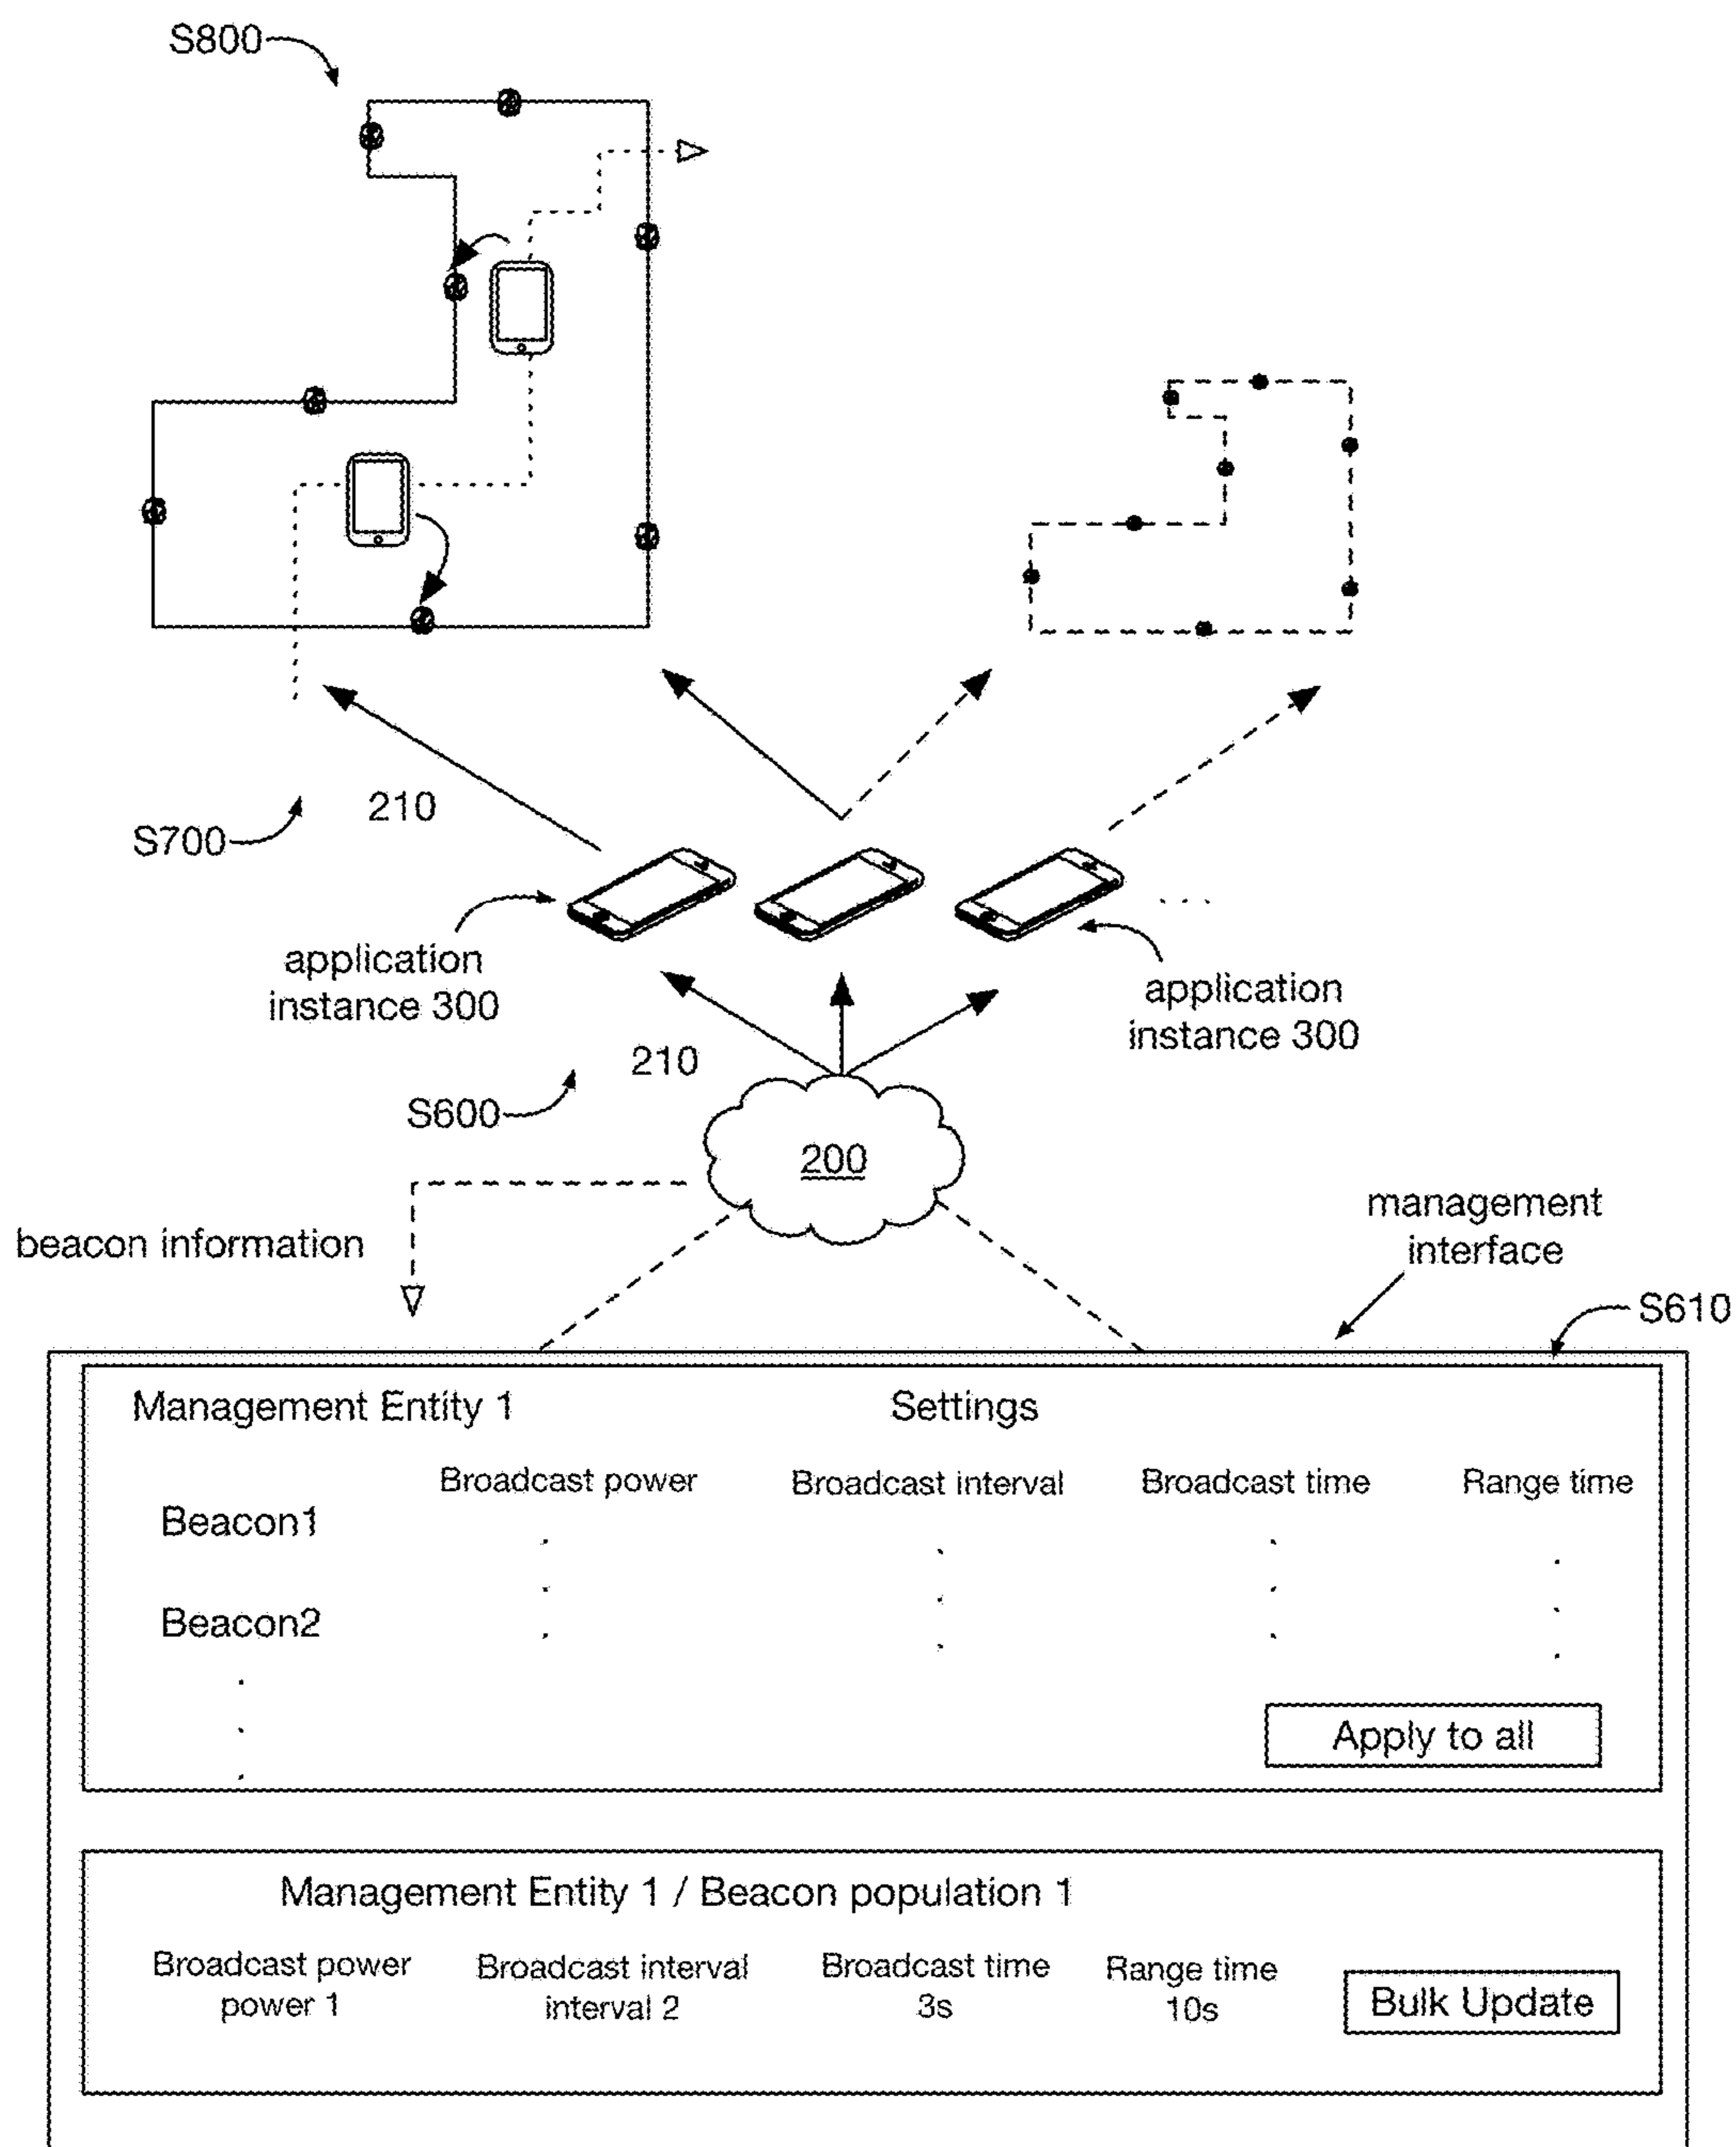 S800
210
S700
application
instance 300
application
instance 300
210
S600
200
beacon information
management
interface
S610
Management Entity 1
Settings
Broadcast power
Broadcast interval
Broadcast time
Range time
Beacon1
Beacon2
Apply to all
Management Entity 1 / Beacon population 1
Broadcast power
power 1
Broadcast interval
interval 2
Broadcast time
3s
Range time
10s
Bulk Update